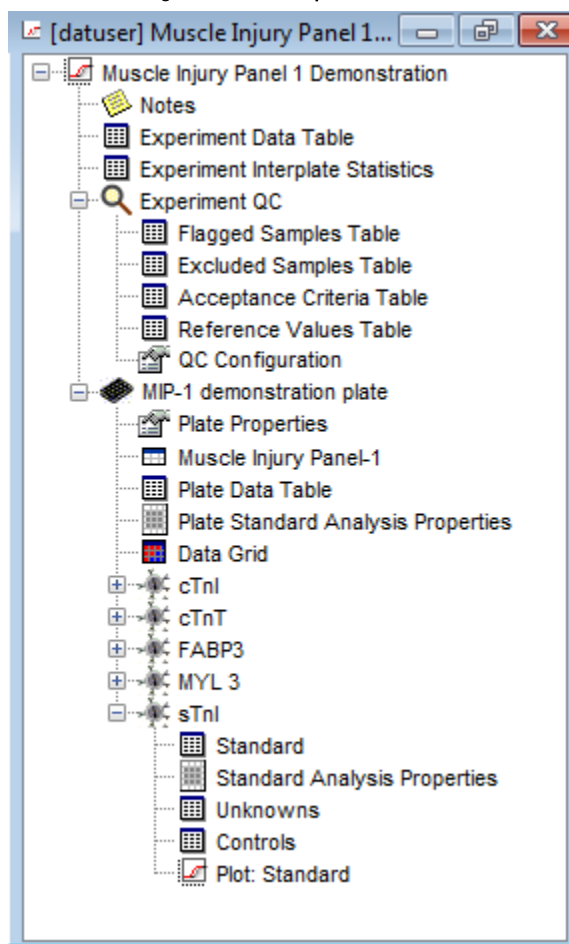 [datuser] Muscle Injury Panel 1...
Muscle Injury Panel 1 Demonstration
Notes
Experiment Data Table
Experiment Interplate Statistics
Experiment QC
Flagged Samples Table
Excluded Samples Table
Acceptance Criteria Table
Reference Values Table
QC Configuration
MIP-1 demonstration plate
Plate Properties
Muscle Injury Panel-1
Plate Data Table
Plate Standard Analysis Properties
Data Grid
cTnI
cTnT
FABP3
MYL 3
sTnI
Standard
Standard Analysis Properties
Unknowns
Controls
Plot: Standard